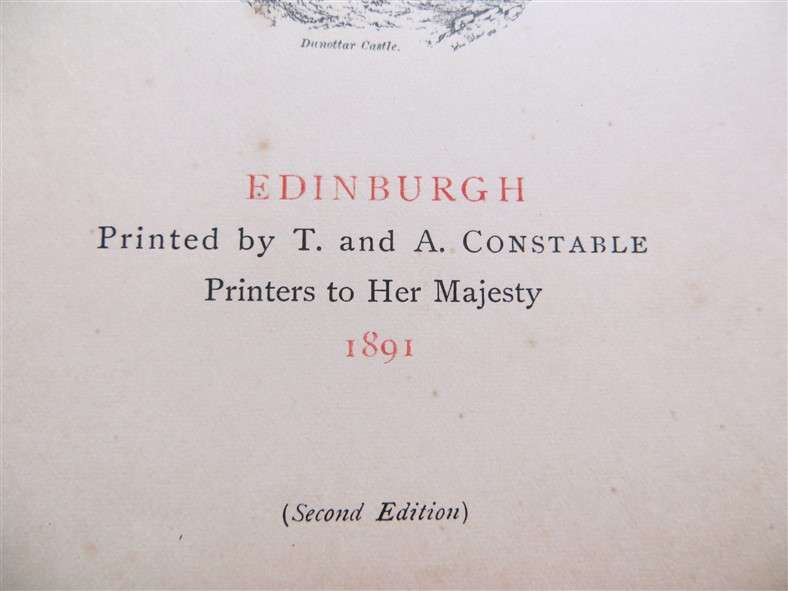 Dunottar Castle.
EDINBURGH
Printed by T. and A. CONSTABLE
Printers to Her Majesty
1891
(Second Edition)